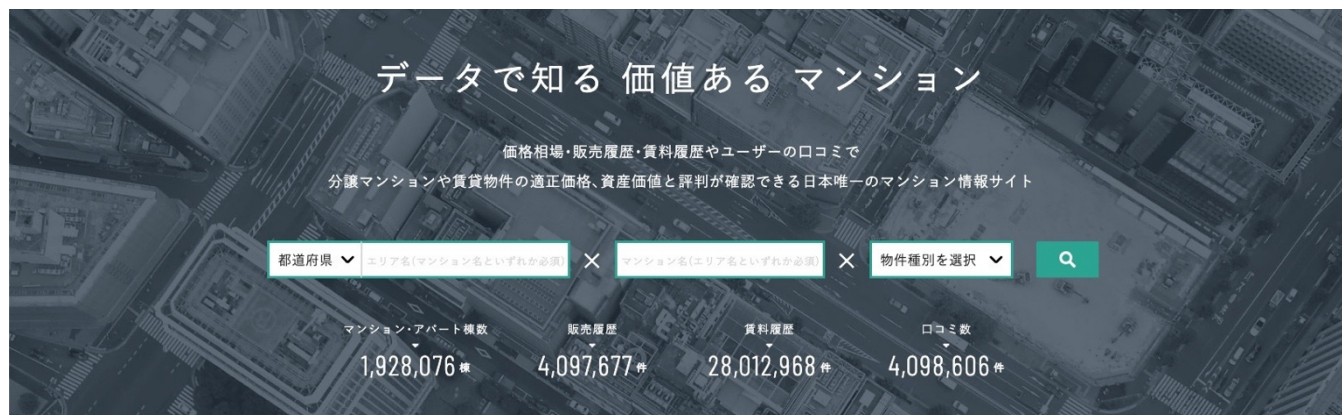 データで知る 価値ある マンション
価格相場・販売履歴・賃料履歴やユーザーの口コミで
分譲マンションや賃貸物件の適正価格、資産価値と評判が確認できる日本唯一のマンション情報サイト
都道府県 エリア名(マンション名といずれか必須) × マンション名(エリア名といずれか必須) × 物件種別を選択
マンション・アパート棟数 販売履歴 賃料履歴 口コミ数
1,928,076棟 4,097,677件 28,012,968件 4,098,606件